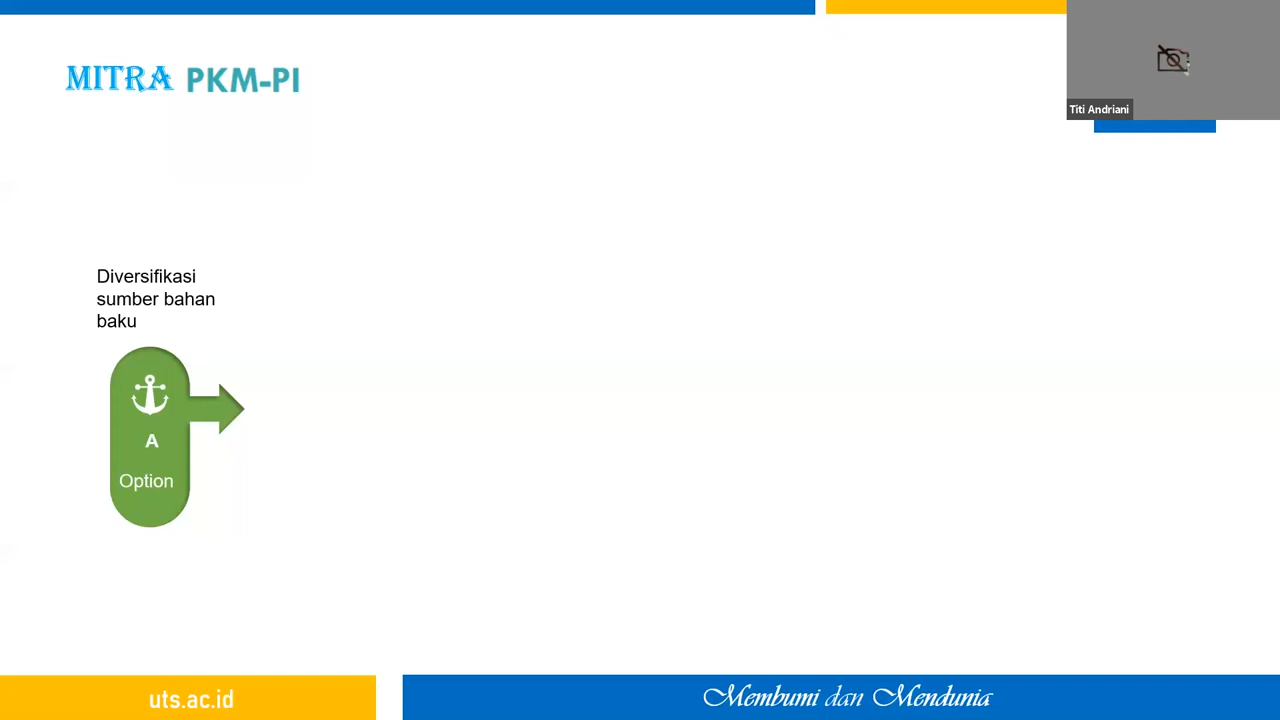 MITRA PKM-PI
Titi Andriani
Diversifikasi
sumber bahan
baku
A
Option
uts.ac.id
Membumi dan Mendunia